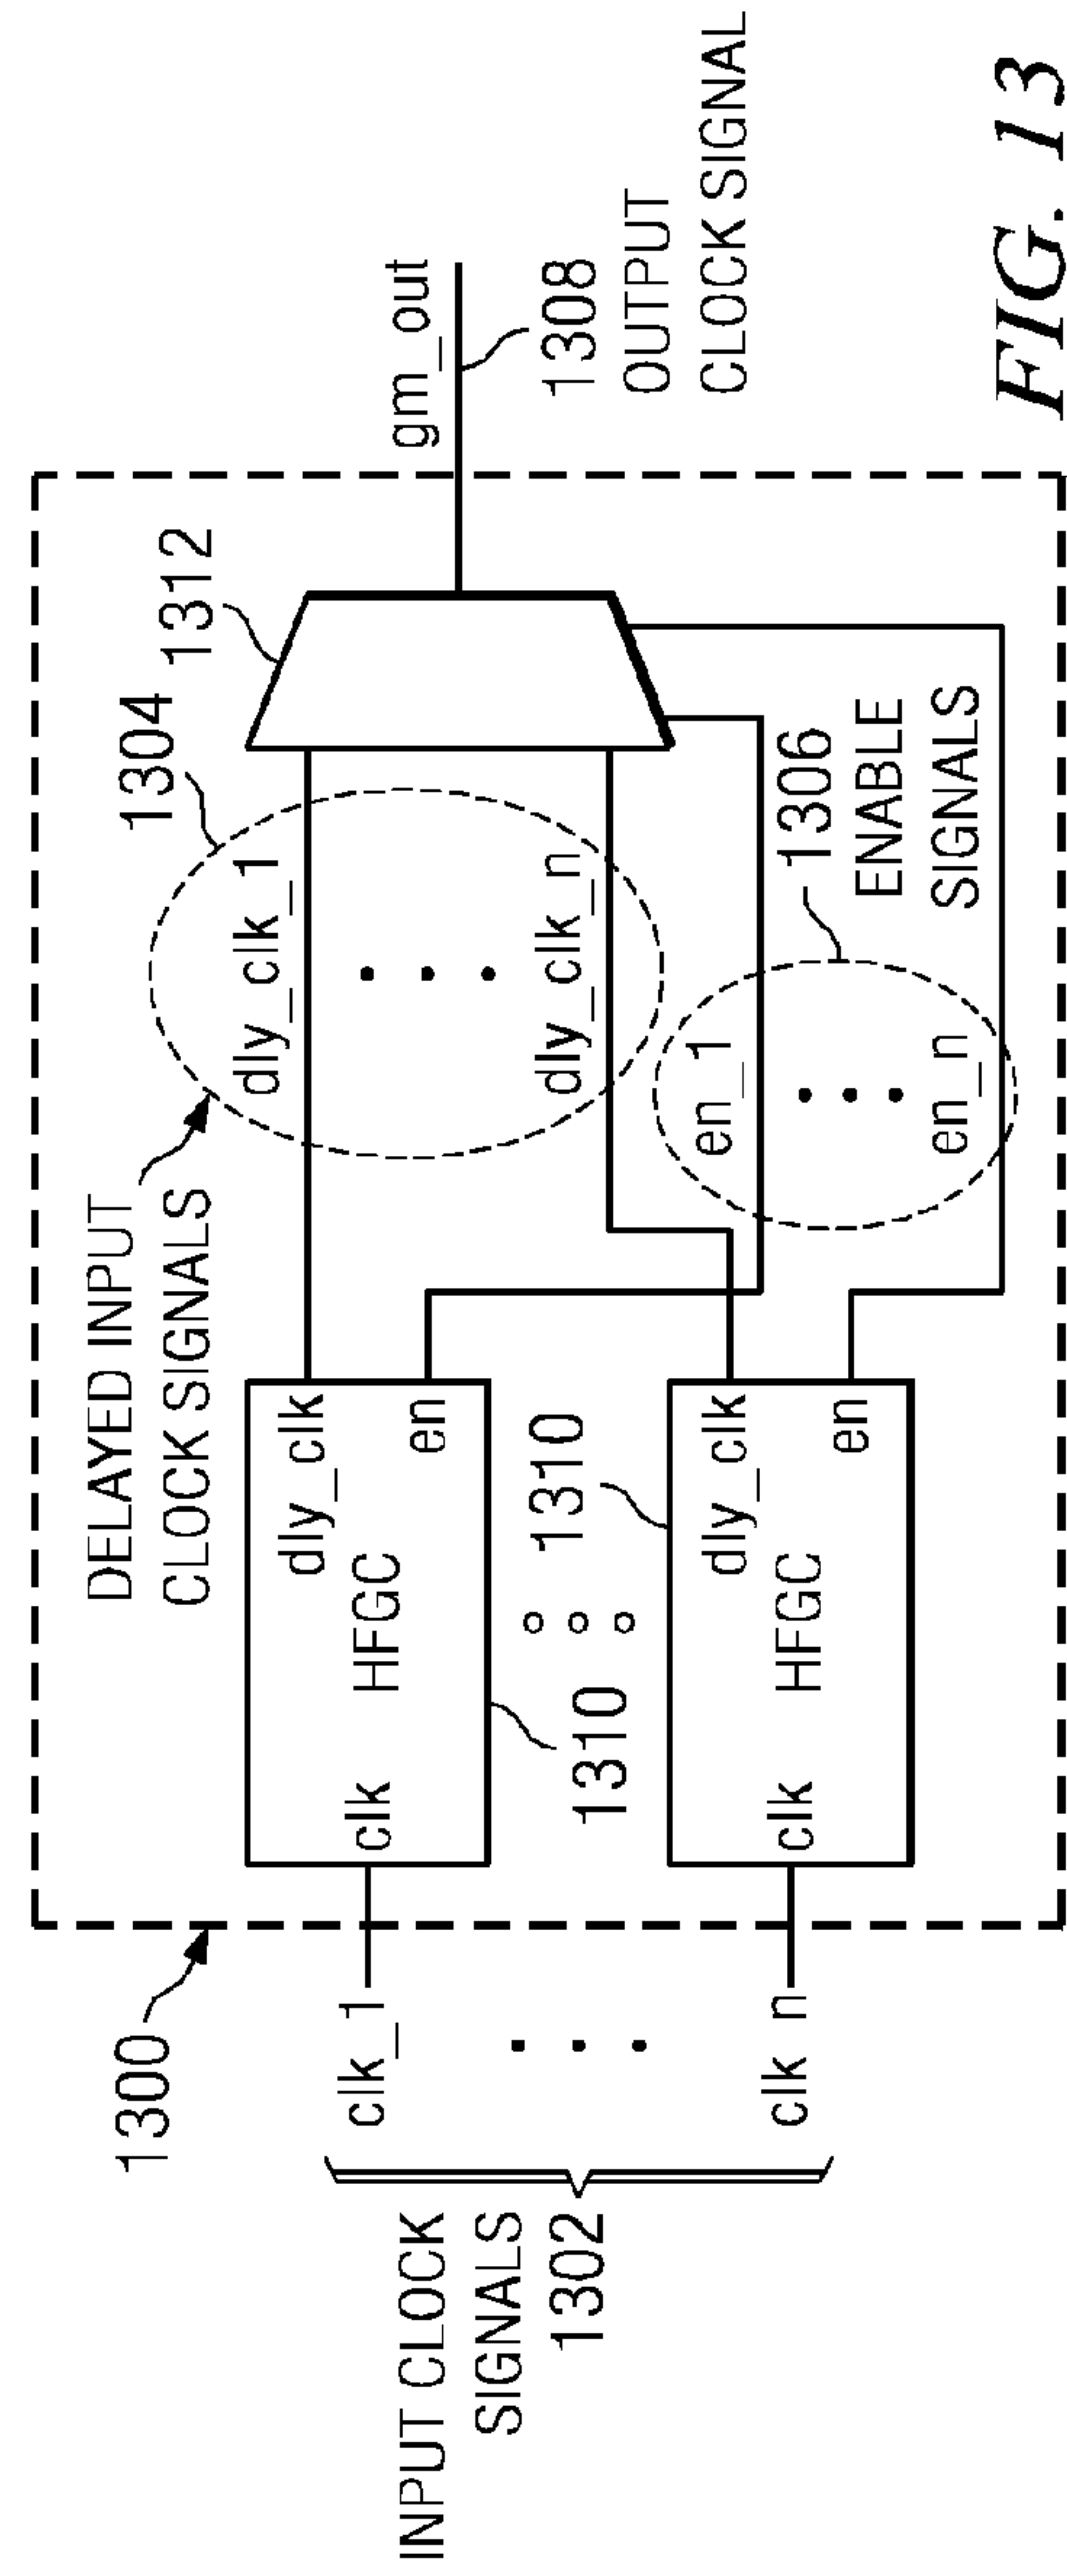 1300
DELAYED INPUT
CLOCK SIGNALS
1304
1312
INPUT CLOCK
SIGNALS
1302
clk_1
clk n
clk
HFGC
dly_clk
en
1310
1310
clk
HFGC
dly_clk
en
dly_clk_1
dly_clk_n
en_1
en_n
1306
ENABLE
SIGNALS
gm_out
1308
OUTPUT
CLOCK SIGNAL
FIG. 13